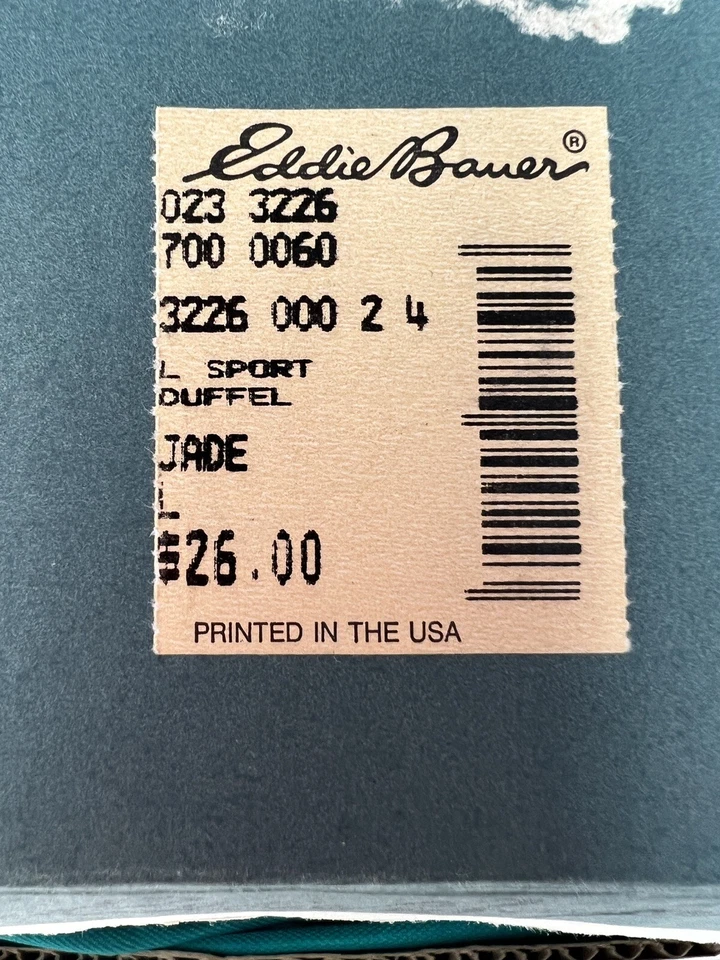 Eddie Bauer®
023 3226
700 0060
3226 000 2 4
L SPORT
DUFFEL
JADE
L
$26.00
PRINTED IN THE USA